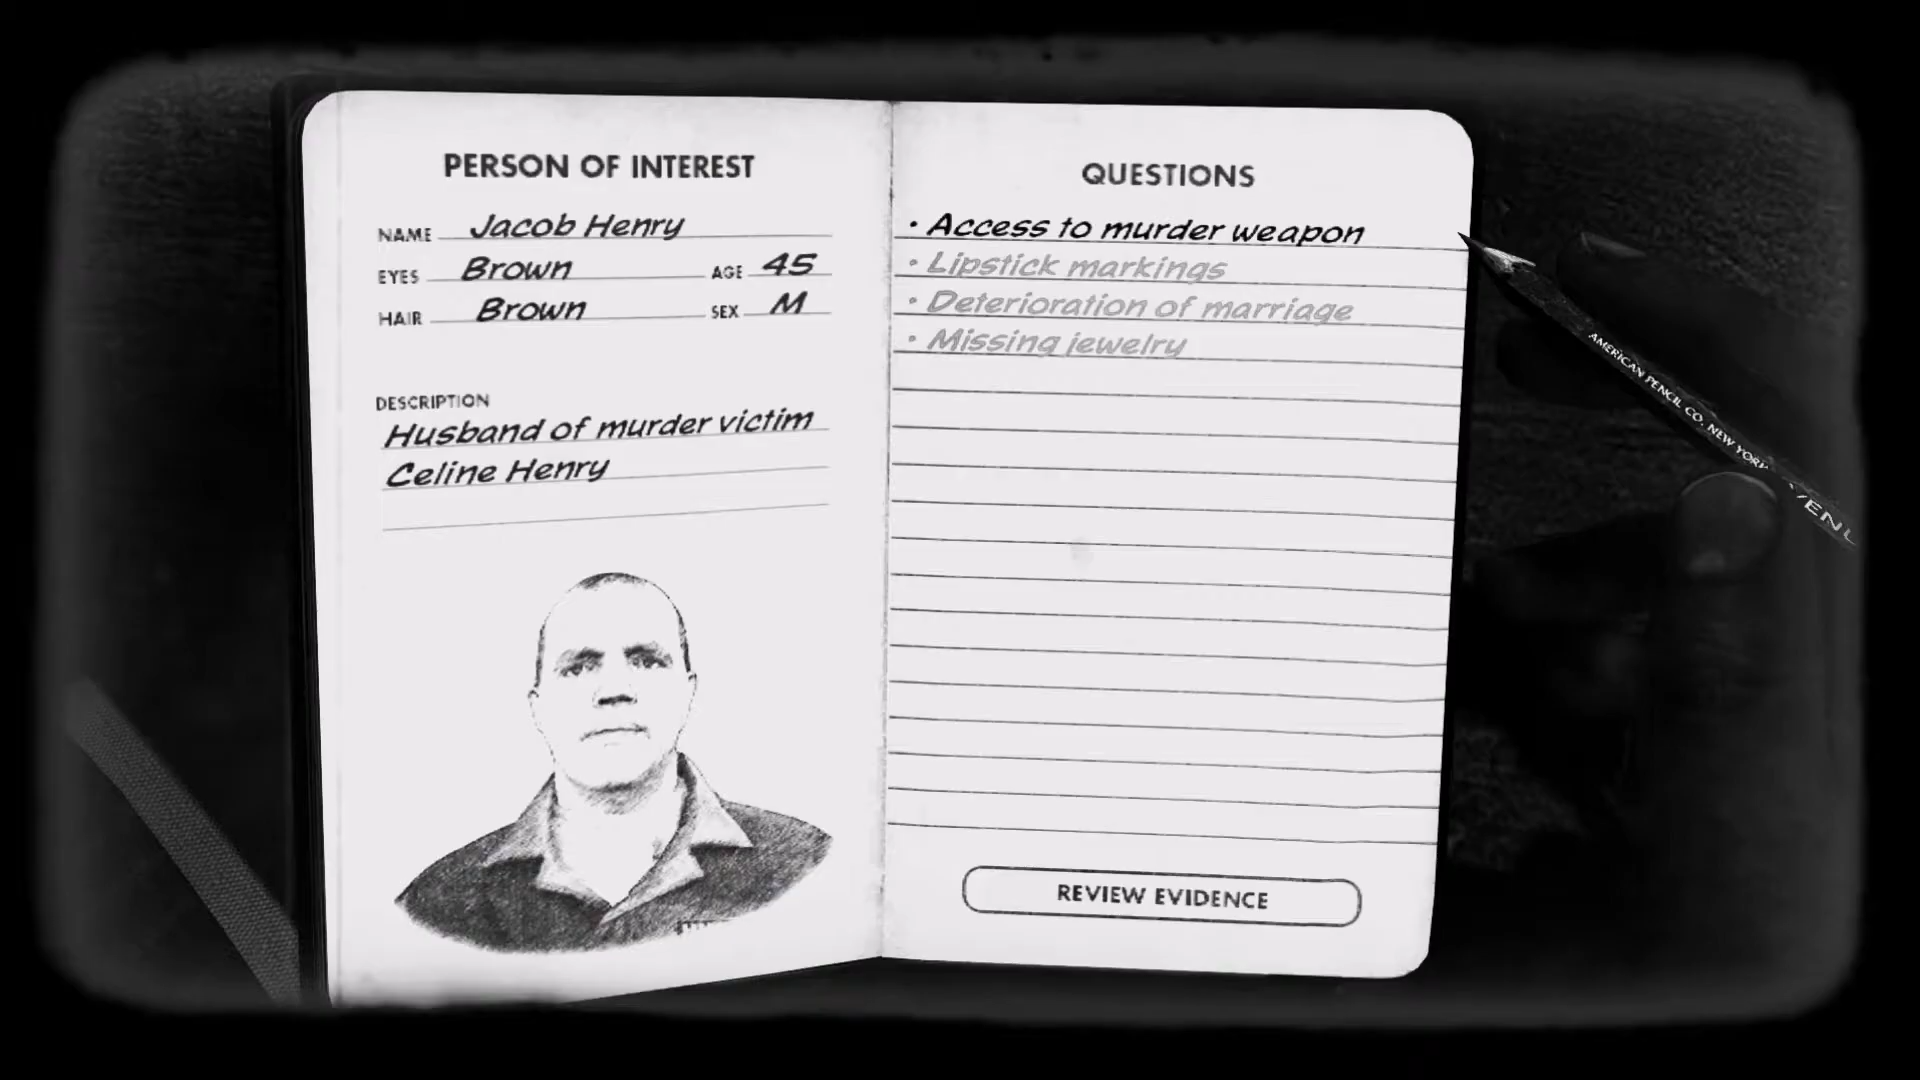 PERSON OF INTEREST
NAME Jacob Henry
EYES Brown AGE 45
HAIR Brown SEX M
DESCRIPTION
Husband of murder victim
Celine Henry
QUESTIONS
• Access to murder weapon
• Lipstick markings
• Deterioration of marriage
• Missing jewelry
REVIEW EVIDENCE
AMERICAN PENCIL CO. NEW YORK